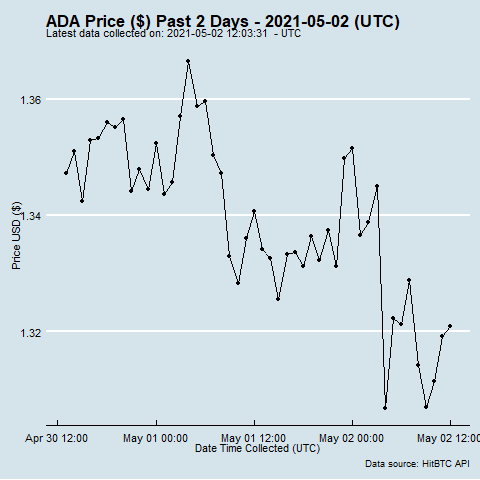 ADA Price ($) Past 2 Days - 2021-05-02 (UTC)
Latest data collected on: 2021-05-02 12:03:31 - UTC
1.36
1.34
1.32
Price USD ($)
Apr 30 12:00 May 01 00:00 May 01 12:00 May 02 00:00 May 02 12:00
Date Time Collected (UTC)
Data source: HitBTC API